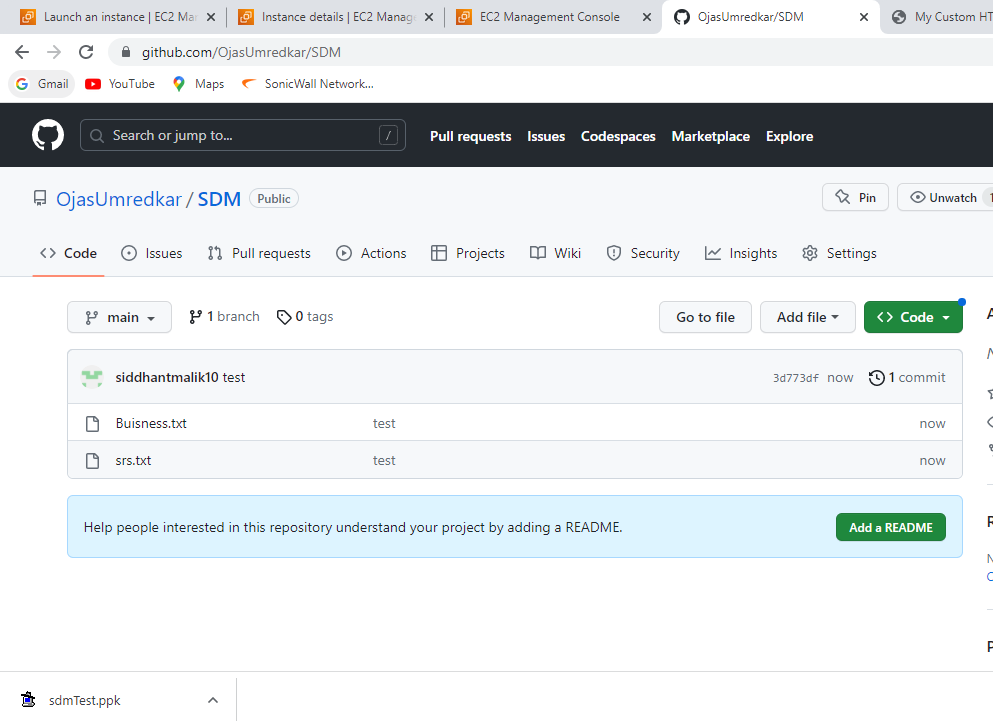 Launch an instance | EC2 Ma
Instance details | EC2 Manag
EC2 Management Console
OjasUmredkar/SDM
My Custom HT
github.com/OjasUmredkar/SDM
Gmail YouTube Maps SonicWall Network...
Search or jump to... /
Pull requests Issues Codespaces Marketplace Explore
OjasUmredkar / SDM Public
Pin Unwatch 1
<> Code Issues Pull requests Actions Projects Wiki Security Insights Settings
main 1 branch 0 tags Go to file Add file <> Code
siddhantmalik10 test 3d773df now 1 commit
Buisness.txt test now
srs.txt test now
Help people interested in this repository understand your project by adding a README. Add a README
sdmTest.ppk